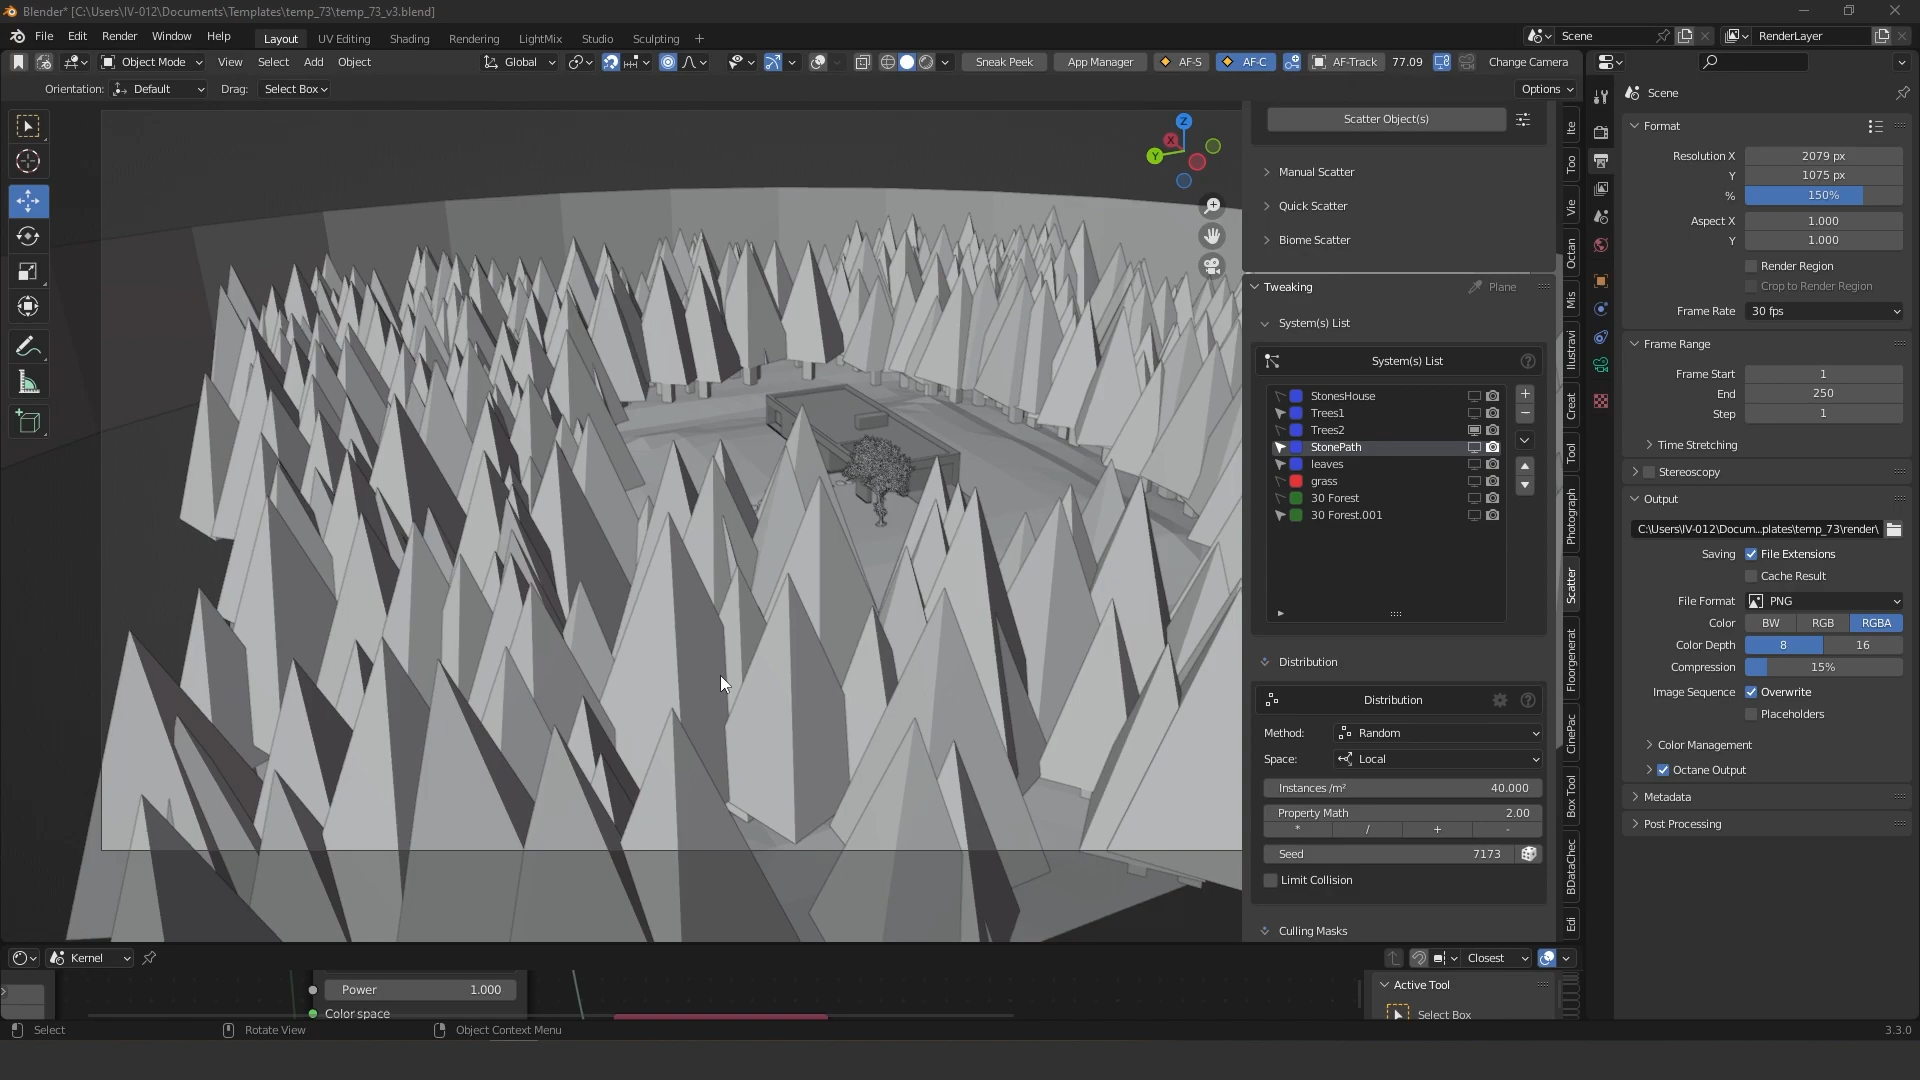 Blender* [C:\Users\IV-012\Documents\Templates\temp_73\temp_73_v3.blend]
File Edit Render Window Help Layout UV Editing Shading Rendering LightMix Studio Sculpting + Scene RenderLayer
Object Mode View Select Add Object Global Sneak Peek App Manager AF-S AF-C AF-Track 77.09 Change Camera
Orientation: Default Drag: Select Box Options
Z
X
Y
Scatter Object(s)
Manual Scatter
Quick Scatter
Biome Scatter
Tweaking Plane
System(s) List
System(s) List
StonesHouse
Trees1
Trees2
StonePath
leaves
grass
30 Forest
30 Forest.001
Distribution
Distribution
Method: Random
Space: Local
Instances /m² 40.000
Property Math 2.00
* / + -
Seed 7173
Limit Collision
Culling Masks
Ite
Too
Vie
Octan
Mis
Illustravi
Creat
Tool
Photograph
Scatter
Floorgenerat
CinePac
Box Tool
BDataChec
Edi
Scene
Format
Resolution X 2079 px
Y 1075 px
% 150%
Aspect X 1.000
Y 1.000
Render Region
Crop to Render Region
Frame Rate 30 fps
Frame Range
Frame Start 1
End 250
Step 1
Time Stretching
Stereoscopy
Output
C:\Users\IV-012\Docum...plates\temp_73\render\
Saving File Extensions
Cache Result
File Format PNG
Color BW RGB RGBA
Color Depth 8 16
Compression 15%
Image Sequence Overwrite
Placeholders
Color Management
Octane Output
Metadata
Post Processing
Kernel Closest
Power 1.000
Color space
Active Tool
Select Box
Select Rotate View Object Context Menu 3.3.0